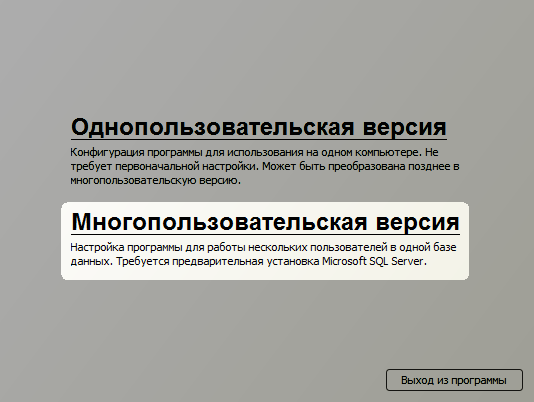 Однопользовательская версия
Конфигурация программы для использования на одном компьютере. Не
требует первоначальной настройки. Может быть преобразована позднее в
многопользовательскую версию.
Многопользовательская версия
Настройка программы для работы нескольких пользователей в одной базе
данных. Требуется предварительная установка Microsoft SQL Server.
Выход из программы